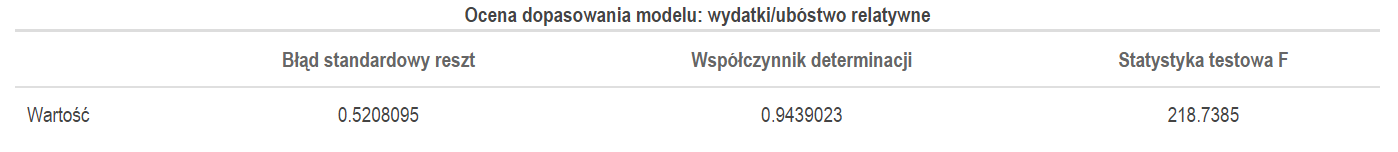 Ocena dopasowania modelu: wydatki/ubóstwo relatywne
Błąd standardowy reszt Współczynnik determinacji Statystyka testowa F
Wartość 0.5208095 0.9439023 218.7385